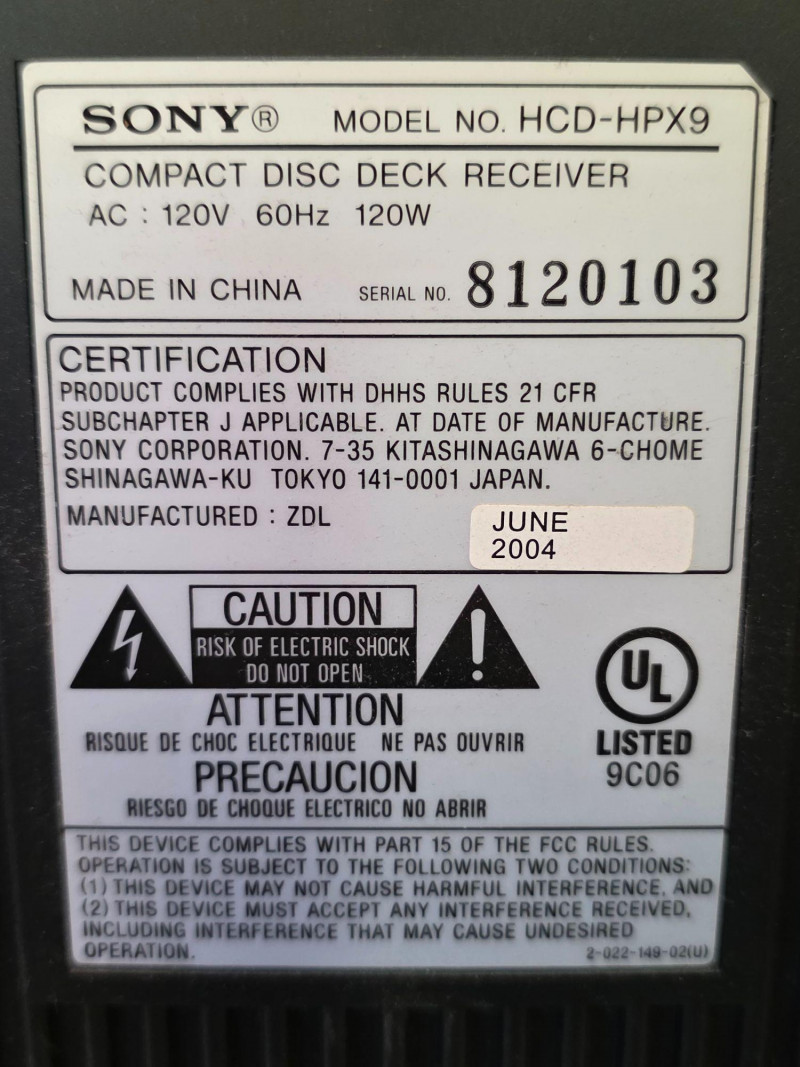 SONY® MODEL NO. HCD-HPX9
COMPACT DISC DECK RECEIVER
AC : 120V 60Hz 120W
MADE IN CHINA SERIAL NO. 8120103
CERTIFICATION
PRODUCT COMPLIES WITH DHHS RULES 21 CFR
SUBCHAPTER J APPLICABLE. AT DATE OF MANUFACTURE.
SONY CORPORATION. 7-35 KITASHINAGAWA 6-CHOME
SHINAGAWA-KU TOKYO 141-0001 JAPAN.
MANUFACTURED : ZDL
JUNE
2004
CAUTION
RISK OF ELECTRIC SHOCK
DO NOT OPEN
ATTENTION
RISQUE DE CHOC ELECTRIQUE NE PAS OUVRIR
PRECAUCION
RIESGO DE CHOQUE ELECTRICO NO ABRIR
UL
LISTED
9C06
THIS DEVICE COMPLIES WITH PART 15 OF THE FCC RULES.
OPERATION IS SUBJECT TO THE FOLLOWING TWO CONDITIONS:
(1) THIS DEVICE MAY NOT CAUSE HARMFUL INTERFERENCE, AND
(2) THIS DEVICE MUST ACCEPT ANY INTERFERENCE RECEIVED,
INCLUDING INTERFERENCE THAT MAY CAUSE UNDESIRED
OPERATION. 2-022-149-02(U)